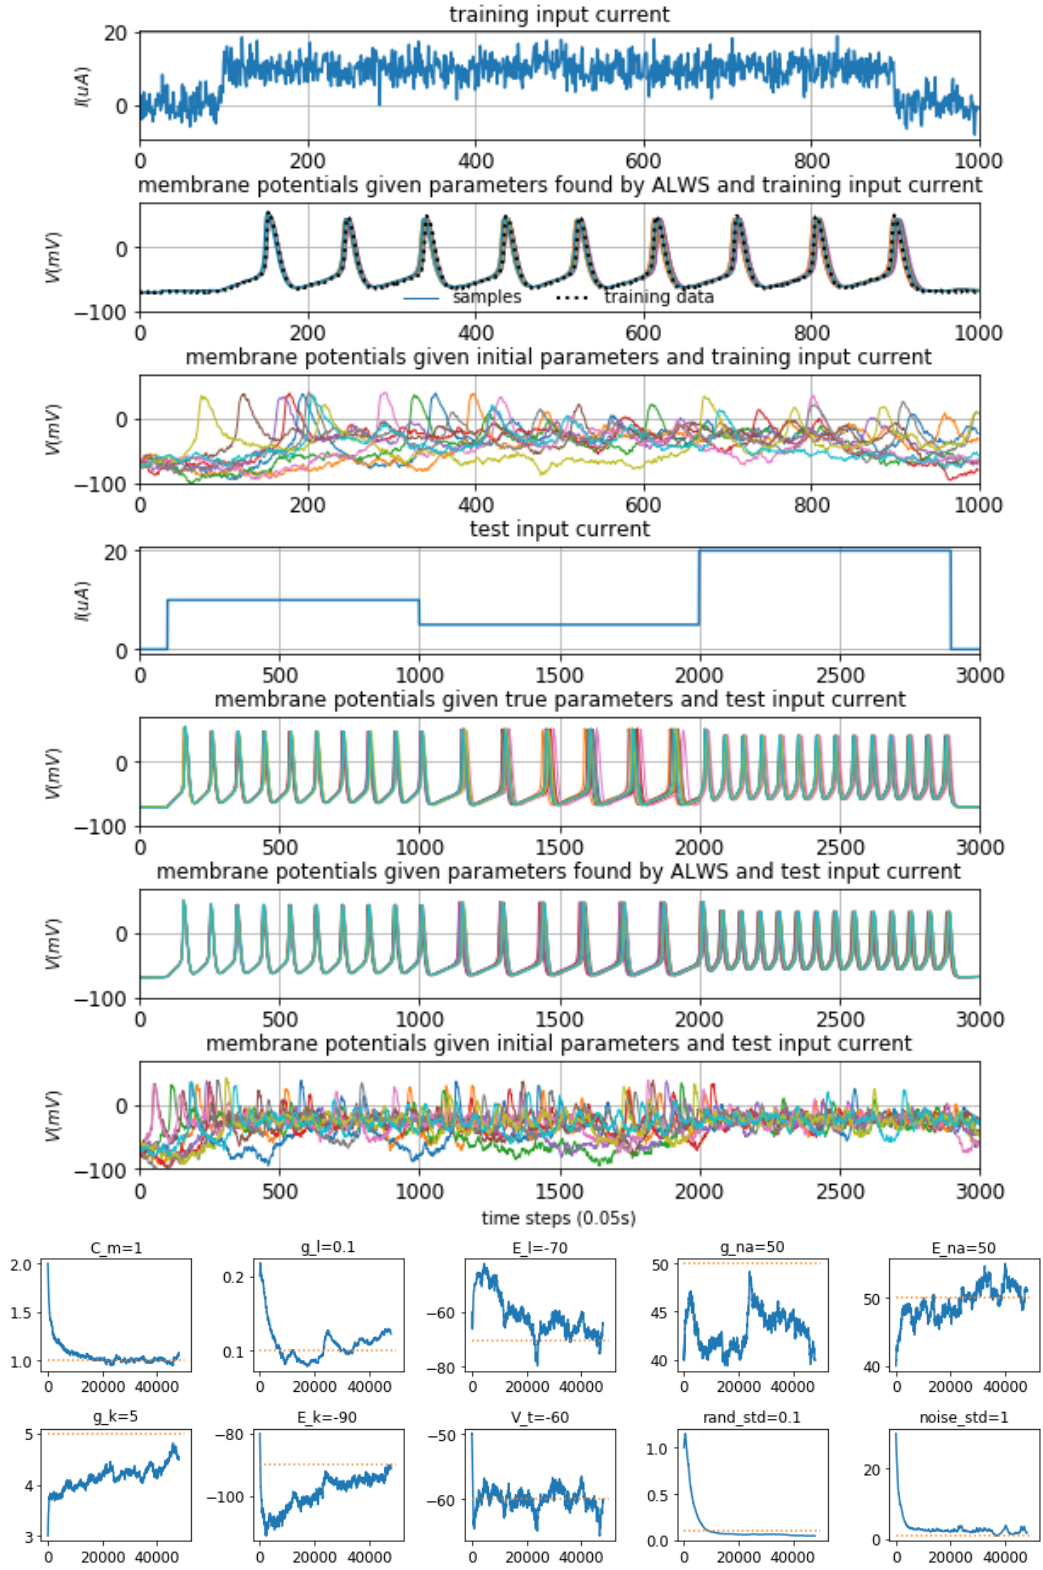 training input current
20
0
I(uA)
0 200 400 600 800 1000
membrane potentials given parameters found by ALWS and training input current
0
−100
V(mV)
samples training data
0 200 400 600 800 1000
membrane potentials given initial parameters and training input current
0
−100
V(mV)
0 200 400 600 800 1000
test input current
20
0
I(uA)
0 500 1000 1500 2000 2500 3000
membrane potentials given true parameters and test input current
0
−100
V(mV)
0 500 1000 1500 2000 2500 3000
membrane potentials given parameters found by ALWS and test input current
0
−100
V(mV)
0 500 1000 1500 2000 2500 3000
membrane potentials given initial parameters and test input current
0
−100
V(mV)
0 500 1000 1500 2000 2500 3000
time steps (0.05s)
C_m=1 g_l=0.1 E_l=-70 g_na=50 E_na=50
2.0
1.5
1.0
0 20000 40000
0.2
0.1
0 20000 40000
−60
−80
0 20000 40000
50
45
40
0 20000 40000
50
40
0 20000 40000
g_k=5 E_k=-90 V_t=-60 rand_std=0.1 noise_std=1
5
4
3
0 20000 40000
−80
−100
0 20000 40000
−50
−60
0 20000 40000
1.0
0.5
0.0
0 20000 40000
20
0
0 20000 40000